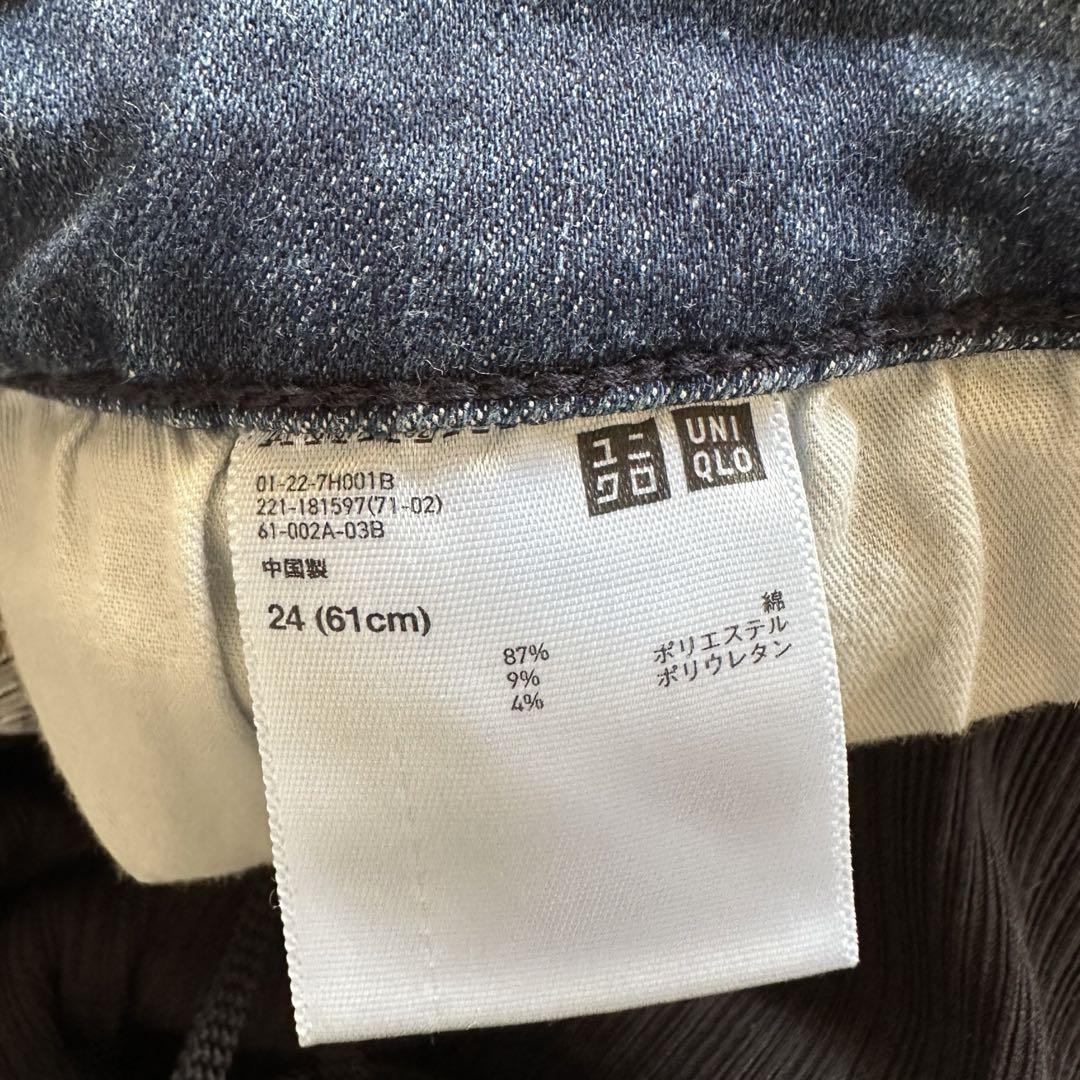 ユニ
クロ
UNI
QLO
01-22-7H001B
221-181597(71-02)
61-002A-03B
中国製
24 (61cm)
87% 綿
9% ポリエステル
4% ポリウレタン